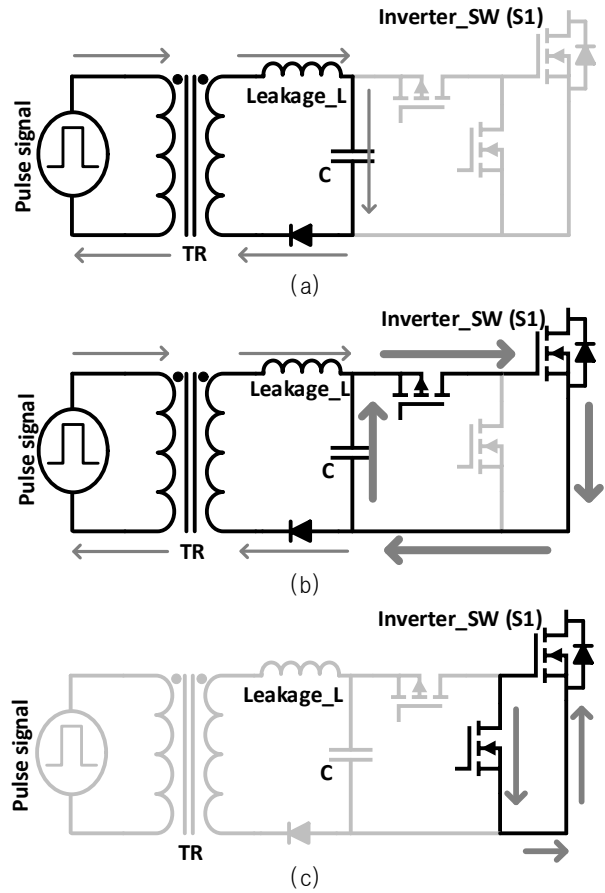 Inverter_SW (S1)
Leakage_L
Pulse signal
C
TR
(a)
Inverter_SW (S1)
Leakage_L
Pulse signal
C
TR
(b)
Inverter_SW (S1)
Leakage_L
Pulse signal
C
TR
(c)